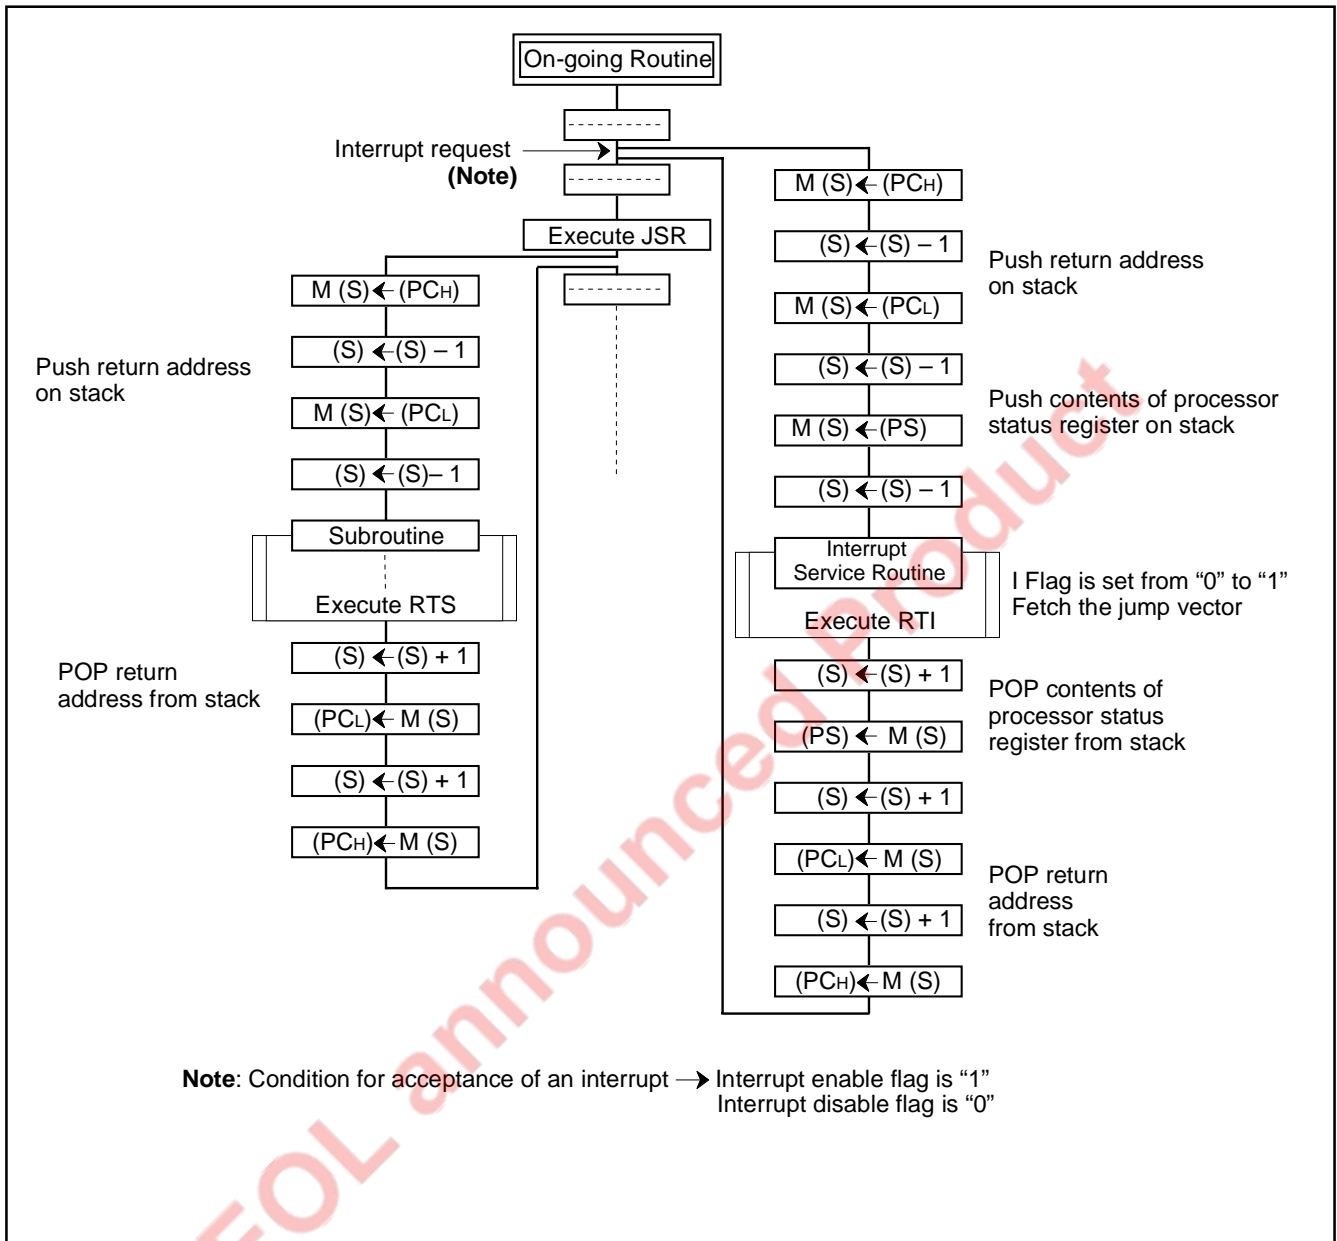 On-going Routine
Interrupt request
(Note)
Execute JSR
M (S) ← (PCH)
(S) ← (S) – 1
M (S) ← (PCL)
(S) ← (S)– 1
Push return address
on stack
Subroutine
Execute RTS
(S) ← (S) + 1
(PCL) ← M (S)
(S) ← (S) + 1
(PCH) ← M (S)
POP return
address from stack
M (S) ← (PCH)
(S) ← (S) – 1
M (S) ← (PCL)
(S) ← (S) – 1
M (S) ← (PS)
(S) ← (S) – 1
Push return address
on stack
Push contents of processor
status register on stack
Interrupt
Service Routine
Execute RTI
I Flag is set from “0” to “1”
Fetch the jump vector
(S) ← (S) + 1
(PS) ← M (S)
(S) ← (S) + 1
(PCL) ← M (S)
(S) ← (S) + 1
(PCH) ← M (S)
POP contents of
processor status
register from stack
POP return
address
from stack
Note: Condition for acceptance of an interrupt → Interrupt enable flag is “1”
Interrupt disable flag is “0”
EOL announced Product